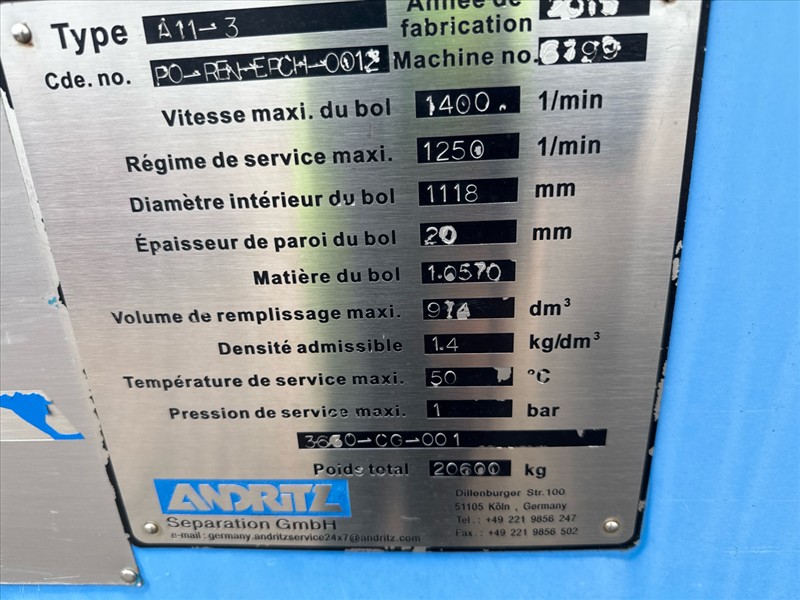 Type A11-3 Année de fabrication
Cde. no. PO-REN-EPCH-0012 Machine no.
Vitesse maxi. du bol 1400. 1/min
Régime de service maxi. 1250 1/min
Diamètre intérieur du bol 1118 mm
Épaisseur de paroi du bol 20 mm
Matière du bol 1.0570
Volume de remplissage maxi. dm³
Densité admissible 1.4 kg/dm³
Température de service maxi. 50 °C
Pression de service maxi. 1 bar
Poids total 20600 kg
ANDRITZ
Separation GmbH
e-mail : germany.andritzservice24x7@andritz.com
Dillenburger Str. 100
51105 Köln , Germany
Tel. : +49 221 9856 247
Fax. : +49 221 9856 502